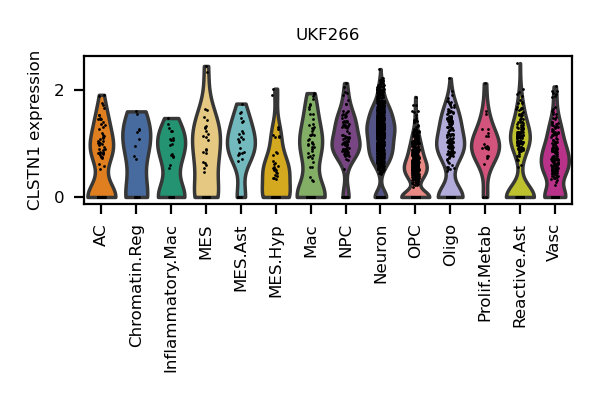 UKF266
CLSTN1 expression
2
0
AC
Chromatin.Reg
Inflammatory.Mac
MES
MES.Ast
MES.Hyp
Mac
NPC
Neuron
OPC
Oligo
Prolif.Metab
Reactive.Ast
Vasc